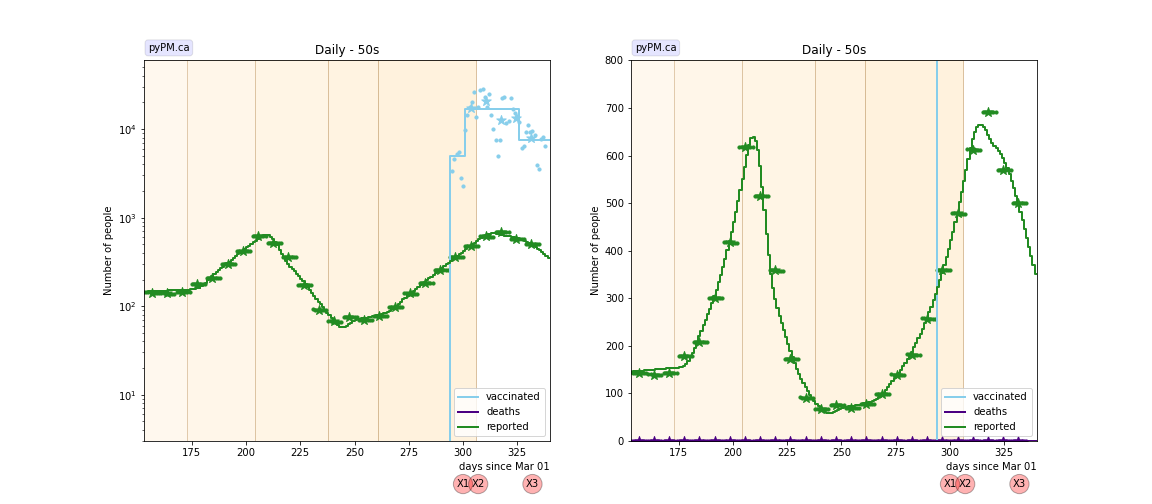 pyPM.ca
Daily - 50s
Number of people
10⁴
10³
10²
10¹
175 200 225 250 275 300 325
days since Mar 01
vaccinated
deaths
reported
X1 X2 X3
pyPM.ca
Daily - 50s
Number of people
800
700
600
500
400
300
200
100
0
175 200 225 250 275 300 325
days since Mar 01
vaccinated
deaths
reported
X1 X2 X3